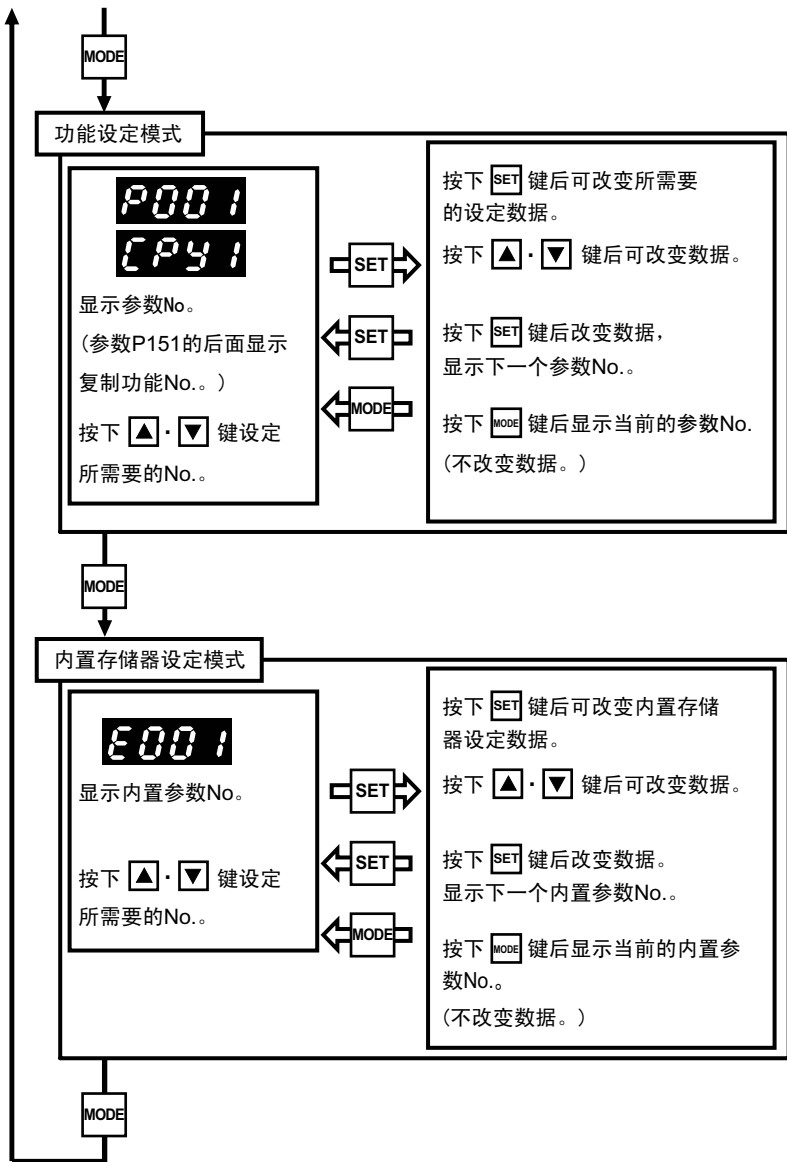 MODE
功能设定模式
P001
CPY1
显示参数No。
(参数P151的后面显示
复制功能No.。)
按下 ▲·▼ 键设定
所需要的No.。
SET
SET
MODE
按下 SET 键后可改变所需要
的设定数据。
按下 ▲·▼ 键后可改变数据。
按下 SET 键后改变数据，
显示下一个参数No.。
按下 MODE 键后显示当前的参数No.
(不改变数据。)
MODE
内置存储器设定模式
E001
显示内置参数No。
按下 ▲·▼ 键设定
所需要的No.。
SET
SET
MODE
按下 SET 键后可改变内置存储
器设定数据。
按下 ▲·▼ 键后可改变数据。
按下 SET 键后改变数据。
显示下一个内置参数No.。
按下 MODE 键后显示当前的内置参
数No.。
(不改变数据。)
MODE